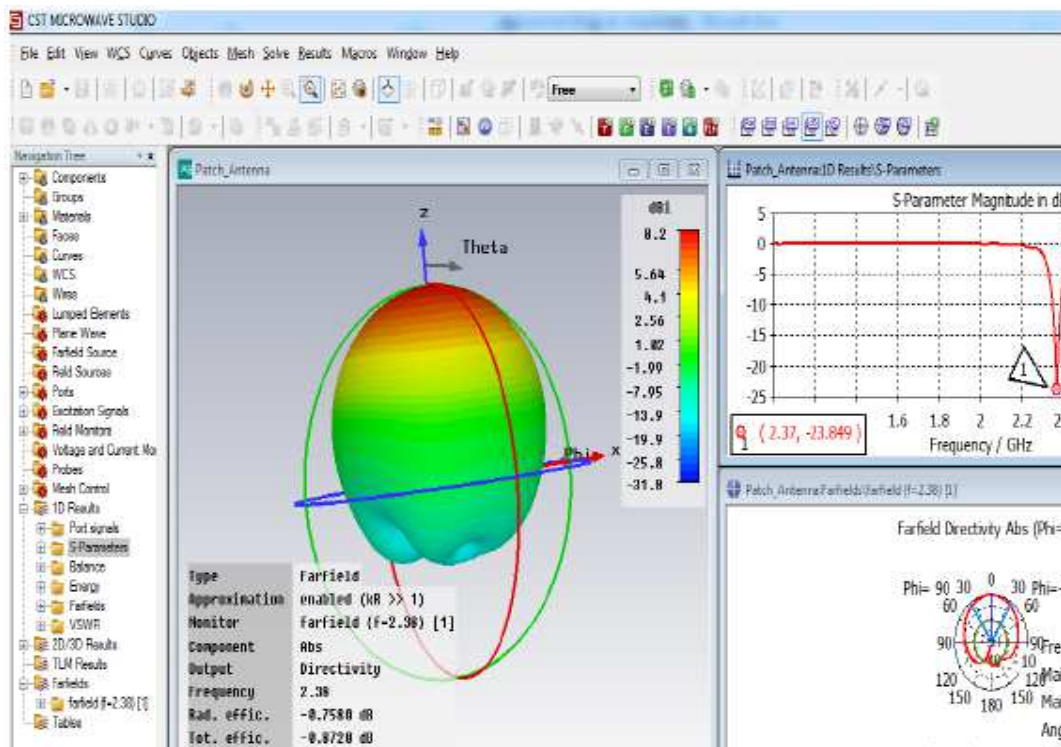 CST MICROWAVE STUDIO
File Edit View WCS Curves Objects Mesh Solve Results Macros Window Help
Free
Navigation Tree
Components
Groups
Materials
Faces
Curves
WCS
Wires
Lumped Elements
Plane Wave
Farfield Source
Field Sources
Ports
Excitation Signals
Field Monitors
Voltage and Current Mo
Probes
Mesh Control
1D Results
Port signals
S-Parameters
Balance
Energy
Farfields
VSWR
2D/3D Results
TLM Results
Farfields
farfield (f=2.38) [1]
Tables
Patch_Antenna
z
Theta
Phi
x
dBi
8.2
5.64
4.1
2.56
1.02
-1.99
-7.95
-13.9
-19.9
-25.8
-31.8
Type Farfield
Approximation enabled (kR >> 1)
Monitor farfield (f=2.38) [1]
Component Abs
Output Directivity
Frequency 2.38
Rad. effic. -0.7580 dB
Tot. effic. -0.8720 dB
Patch_Antenna\1D Results\S-Parameters
S-Parameter Magnitude in d
5
0
-5
-10
-15
-20
-25
1
1.6 1.8 2 2.2 2
1 ( 2.37, -23.849 )
Frequency / GHz
Patch_Antenna\Farfields\farfield (f=2.38) [1]
Farfield Directivity Abs (Phi=
Phi= 90 30 0 30 Phi=
60 60
90 90
-10
120 120
150 180 150
Fre
Mai
Mai
Ang